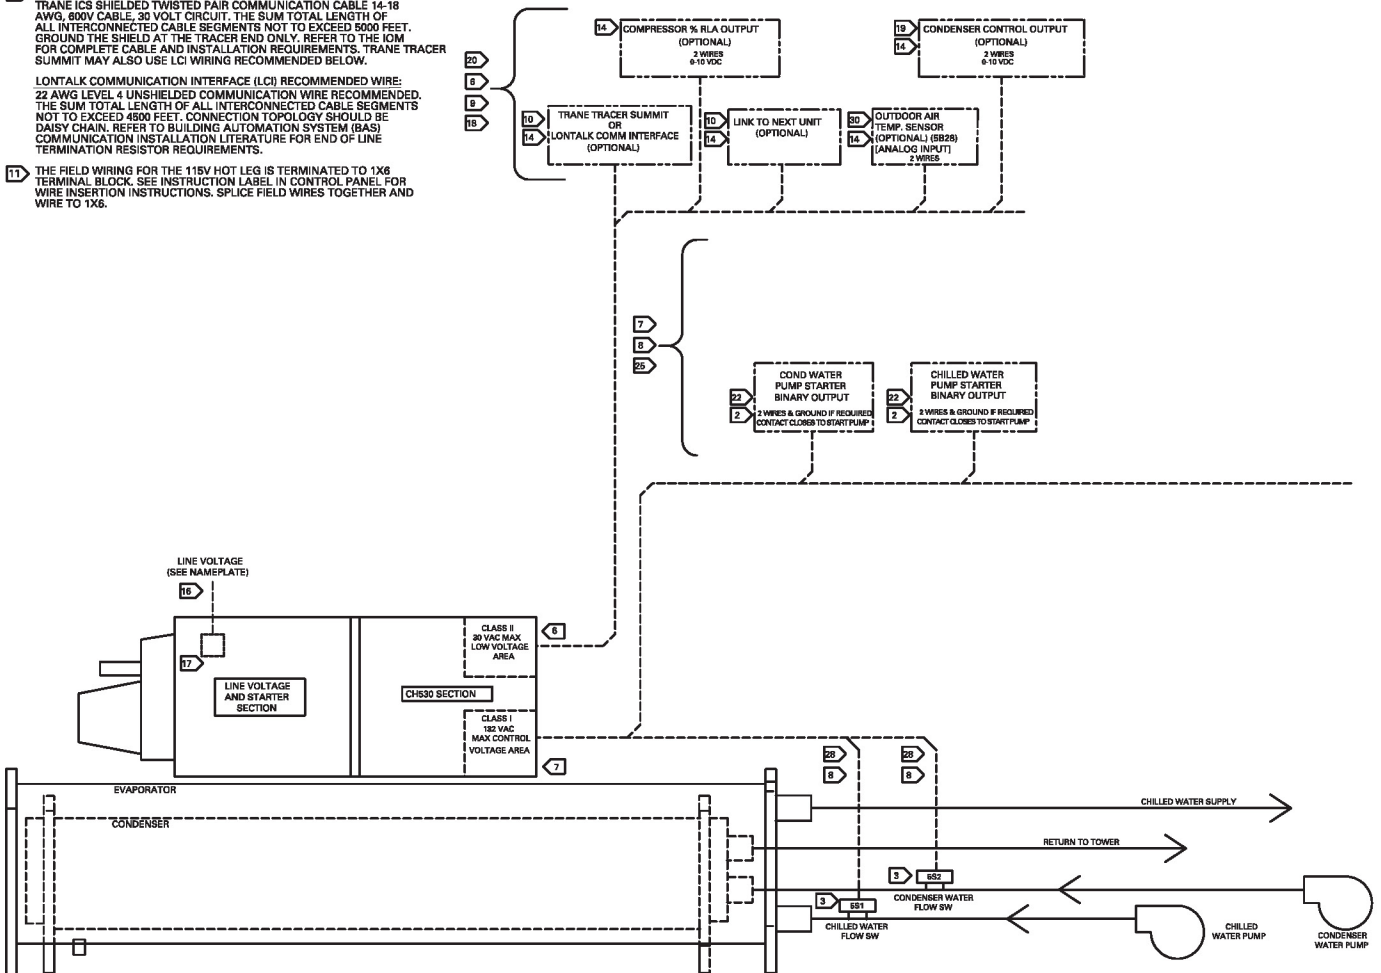 TRANE ICS SHIELDED TWISTED PAIR COMMUNICATION CABLE 14-18
AWG, 600V CABLE, 30 VOLT CIRCUIT. THE SUM TOTAL LENGTH OF
ALL INTERCONNECTED CABLE SEGMENTS NOT TO EXCEED 5000 FEET.
GROUND THE SHIELD AT THE TRACER END ONLY. REFER TO THE IOM
FOR COMPLETE CABLE AND INSTALLATION REQUIREMENTS. TRANE TRACER
SUMMIT MAY ALSO USE LCI WIRING RECOMMENDED BELOW.
LONTALK COMMUNICATION INTERFACE (LCI) RECOMMENDED WIRE:
22 AWG LEVEL 4 UNSHIELDED COMMUNICATION WIRE RECOMMENDED.
THE SUM TOTAL LENGTH OF ALL INTERCONNECTED CABLE SEGMENTS
NOT TO EXCEED 4500 FEET. CONNECTION TOPOLOGY SHOULD BE
DAISY CHAIN. REFER TO BUILDING AUTOMATION SYSTEM (BAS)
COMMUNICATION INSTALLATION LITERATURE FOR END OF LINE
TERMINATION RESISTOR REQUIREMENTS.
11 THE FIELD WIRING FOR THE 115V HOT LEG IS TERMINATED TO 1X6
TERMINAL BLOCK. SEE INSTRUCTION LABEL IN CONTROL PANEL FOR
WIRE INSERTION INSTRUCTIONS. SPLICE FIELD WIRES TOGETHER AND
WIRE TO 1X6.
20
6
9
18
14 COMPRESSOR % RLA OUTPUT
(OPTIONAL)
2 WIRES
0-10 VDC
19 CONDENSER CONTROL OUTPUT
14 (OPTIONAL)
2 WIRES
0-10 VDC
10 TRANE TRACER SUMMIT
OR
14 LONTALK COMM INTERFACE
(OPTIONAL)
10 LINK TO NEXT UNIT
14 (OPTIONAL)
30 OUTDOOR AIR
TEMP. SENSOR
14 (OPTIONAL) (5B28)
[ANALOG INPUT]
2 WIRES
7
8
25
COND WATER
PUMP STARTER
22 BINARY OUTPUT
2 2 WIRES & GROUND IF REQUIRED
CONTACT CLOSES TO START PUMP
CHILLED WATER
PUMP STARTER
22 BINARY OUTPUT
2 2 WIRES & GROUND IF REQUIRED
CONTACT CLOSES TO START PUMP
LINE VOLTAGE
(SEE NAMEPLATE)
16
17
LINE VOLTAGE
AND STARTER
SECTION
CH530 SECTION
CLASS II
30 VAC MAX
LOW VOLTAGE
AREA
6
CLASS I
132 VAC
MAX CONTROL
VOLTAGE AREA
7
28
8
28
8
EVAPORATOR
CONDENSER
CHILLED WATER SUPPLY
RETURN TO TOWER
3 5S2
CONDENSER WATER
FLOW SW
3 5S1
CHILLED WATER
FLOW SW
CHILLED
WATER PUMP
CONDENSER
WATER PUMP